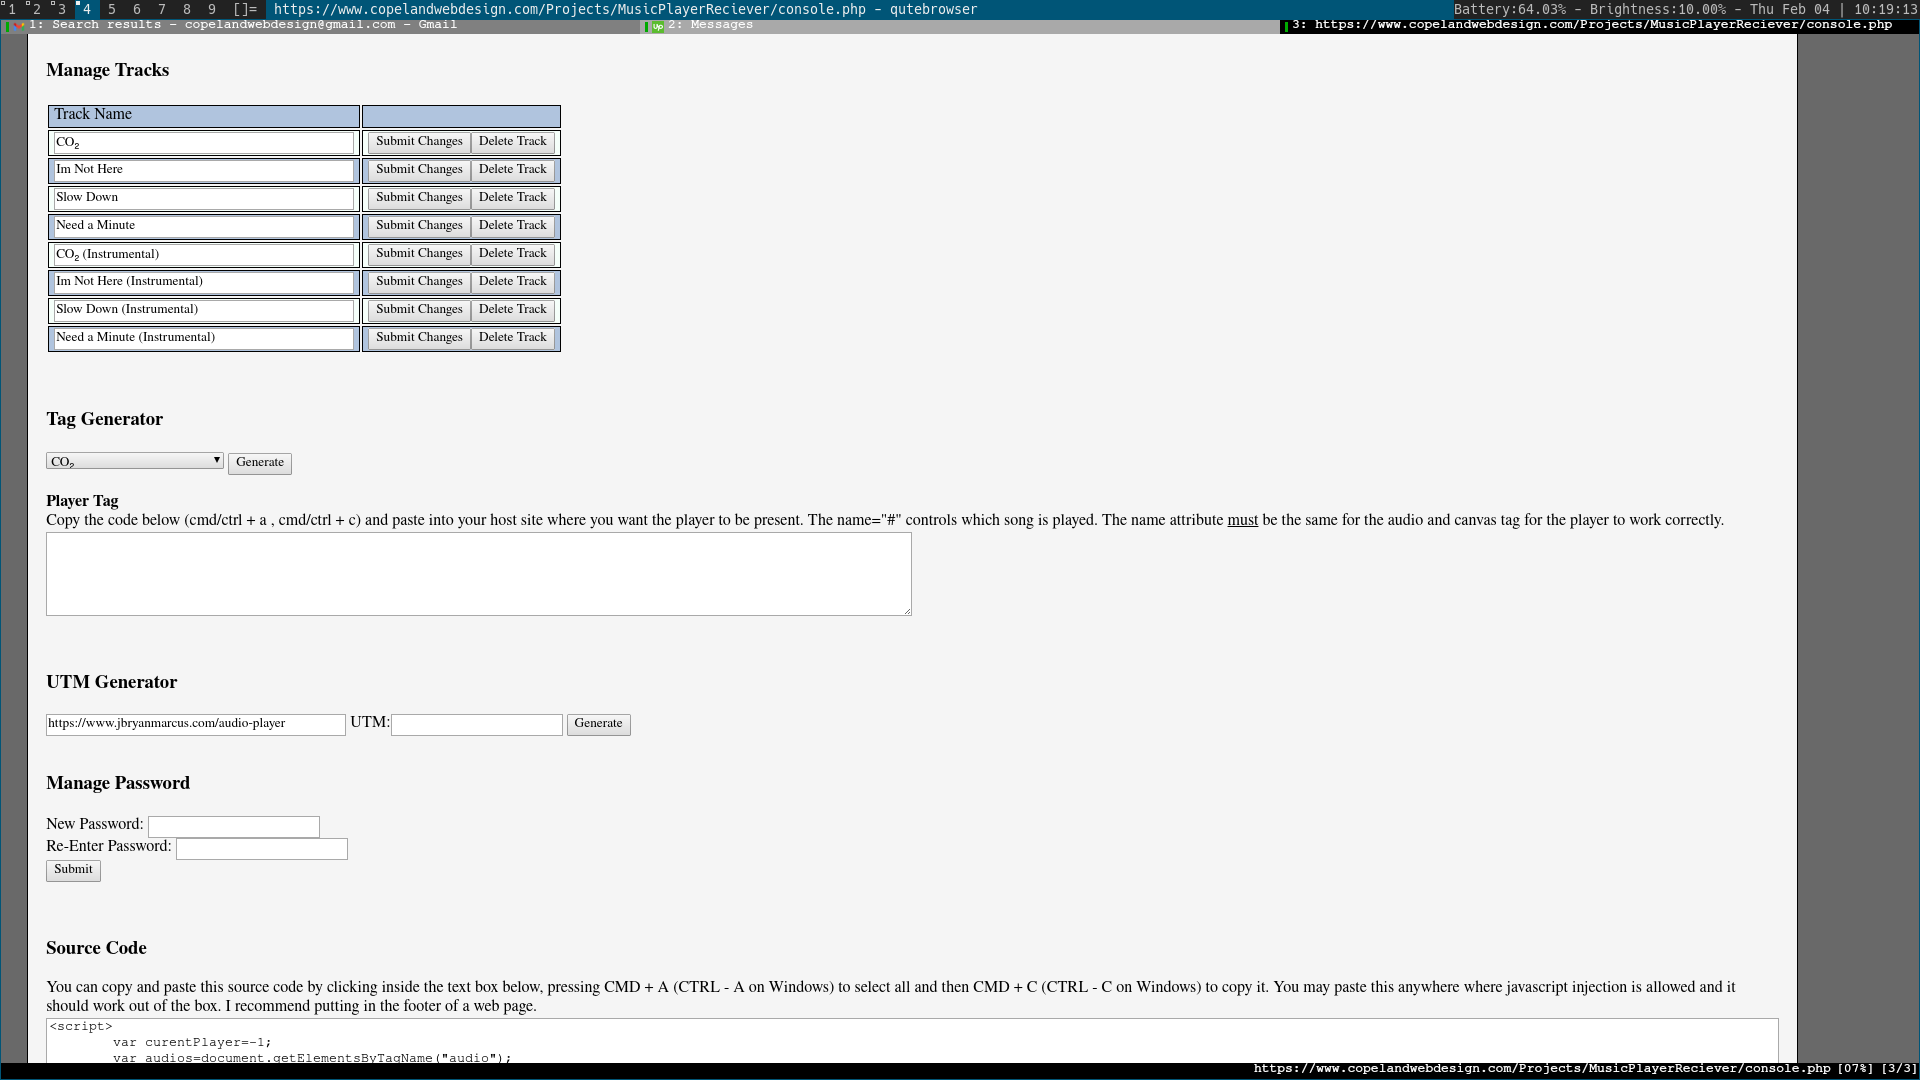 1 2 3 4 5 6 7 8 9 []= https://www.copelandwebdesign.com/Projects/MusicPlayerReciever/console.php - qutebrowser Battery:64.03% - Brightness:10.00% - Thu Feb 04 | 10:19:13
1: Search results - copelandwebdesign@gmail.com - Gmail up 2: Messages 3: https://www.copelandwebdesign.com/Projects/MusicPlayerReciever/console.php
Manage Tracks
Track Name
CO₂ Submit Changes Delete Track
Im Not Here Submit Changes Delete Track
Slow Down Submit Changes Delete Track
Need a Minute Submit Changes Delete Track
CO₂ (Instrumental) Submit Changes Delete Track
Im Not Here (Instrumental) Submit Changes Delete Track
Slow Down (Instrumental) Submit Changes Delete Track
Need a Minute (Instrumental) Submit Changes Delete Track
Tag Generator
CO₂ Generate
Player Tag
Copy the code below (cmd/ctrl + a , cmd/ctrl + c) and paste into your host site where you want the player to be present. The name="#" controls which song is played. The name attribute must be the same for the audio and canvas tag for the player to work correctly.
UTM Generator
https://www.jbryanmarcus.com/audio-player UTM: Generate
Manage Password
New Password:
Re-Enter Password:
Submit
Source Code
You can copy and paste this source code by clicking inside the text box below, pressing CMD + A (CTRL - A on Windows) to select all and then CMD + C (CTRL - C on Windows) to copy it. You may paste this anywhere where javascript injection is allowed and it
should work out of the box. I recommend putting in the footer of a web page.
<script>
var curentPlayer=-1;
var audios=document.getElementsByTagName("audio");
https://www.copelandwebdesign.com/Projects/MusicPlayerReciever/console.php [07%] [3/3]